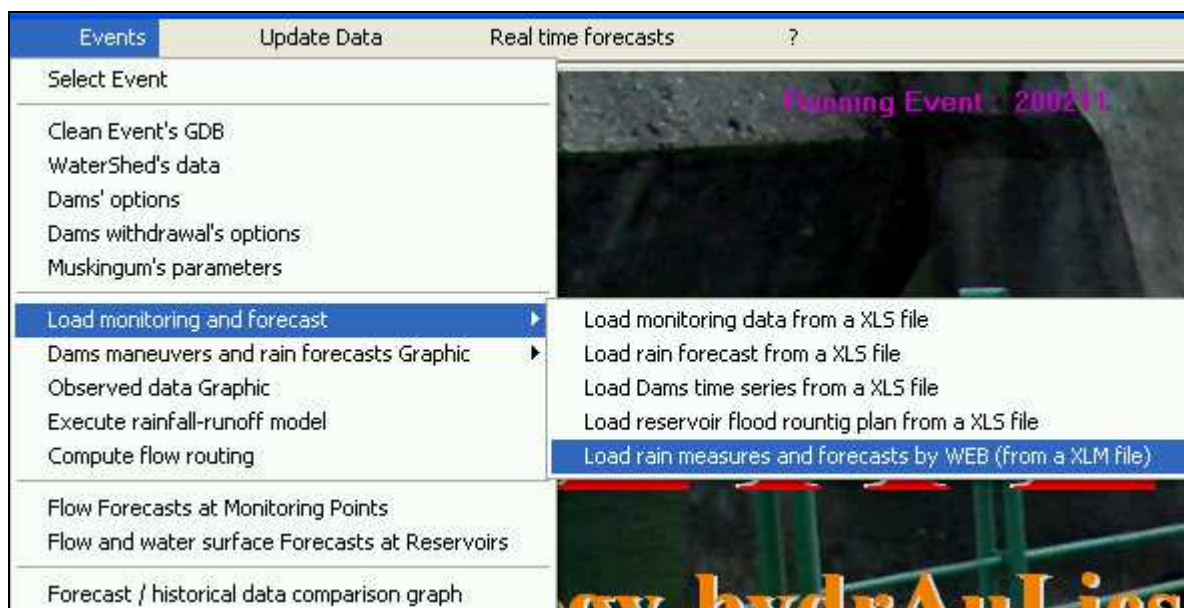 Events Update Data Real time forecasts ?
Select Event
Running Event : 200211
Clean Event's GDB
WaterShed's data
Dams' options
Dams withdrawal's options
Muskingum's parameters
Load monitoring and forecast
Dams maneuvers and rain forecasts Graphic
Observed data Graphic
Execute rainfall-runoff model
Compute flow routing
Load monitoring data from a XLS file
Load rain forecast from a XLS file
Load Dams time series from a XLS file
Load reservoir flood rountig plan from a XLS file
Load rain measures and forecasts by WEB (from a XLM file)
Flow Forecasts at Monitoring Points
Flow and water surface Forecasts at Reservoirs
Forecast / historical data comparison graph
gy-hydrAuLics